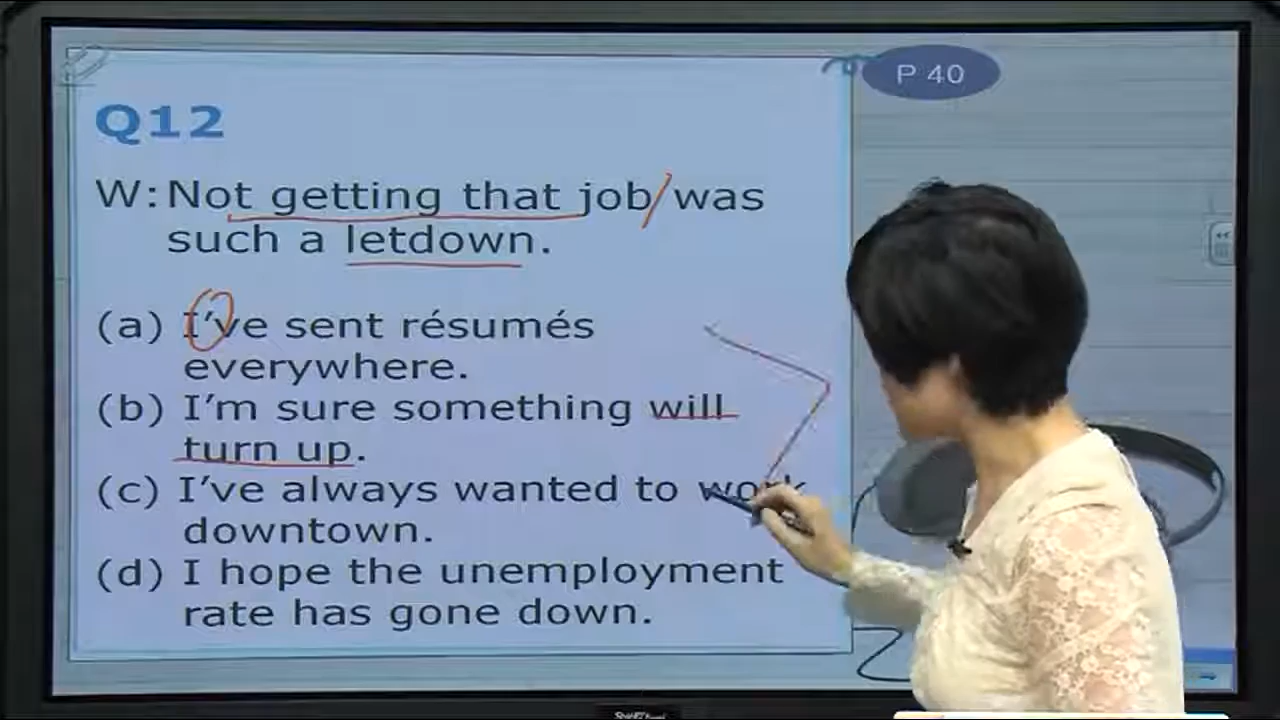 P 40
Q12
W: Not getting that job/was
such a letdown.
(a) I've sent résumés
everywhere.
(b) I'm sure something will
turn up.
(c) I've always wanted to work
downtown.
(d) I hope the unemployment
rate has gone down.